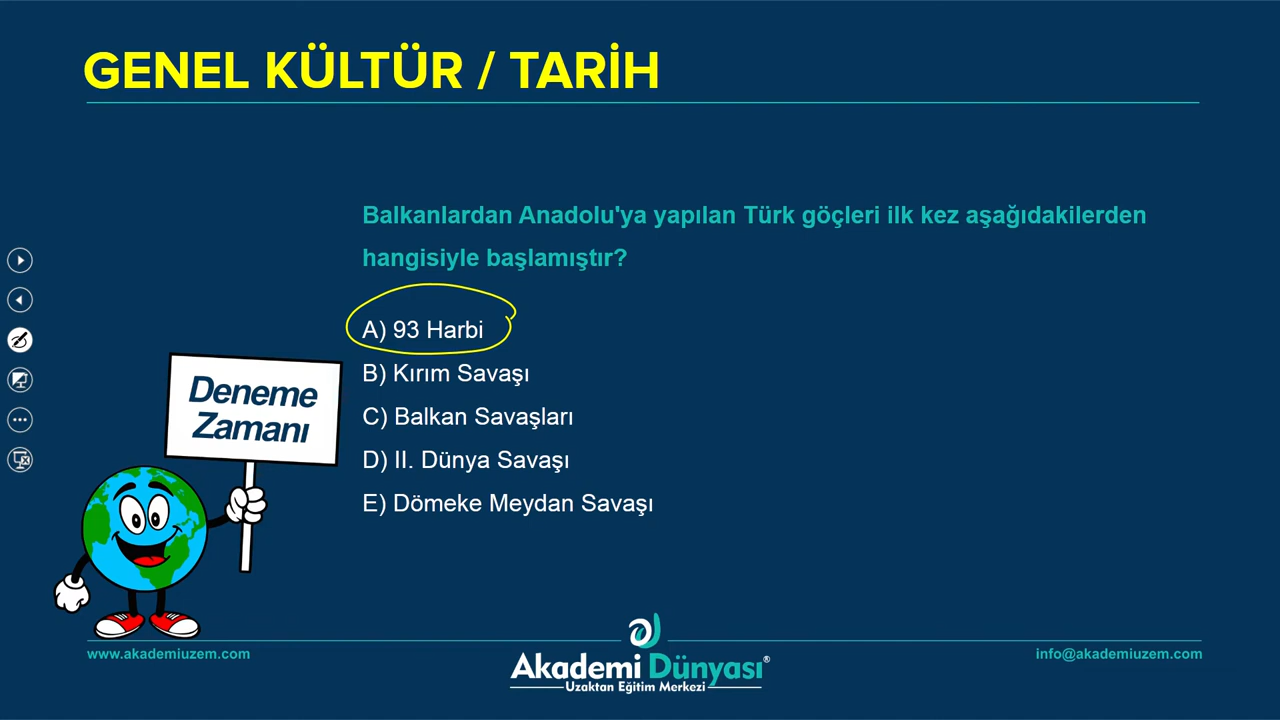 GENEL KÜLTÜR / TARİH
Balkanlardan Anadolu'ya yapılan Türk göçleri ilk kez aşağıdakilerden
hangisiyle başlamıştır?
A) 93 Harbi
B) Kırım Savaşı
C) Balkan Savaşları
D) II. Dünya Savaşı
E) Dömeke Meydan Savaşı
Deneme
Zamanı
www.akademiuzem.com
Akademi Dünyası®
Uzaktan Eğitim Merkezi
info@akademiuzem.com